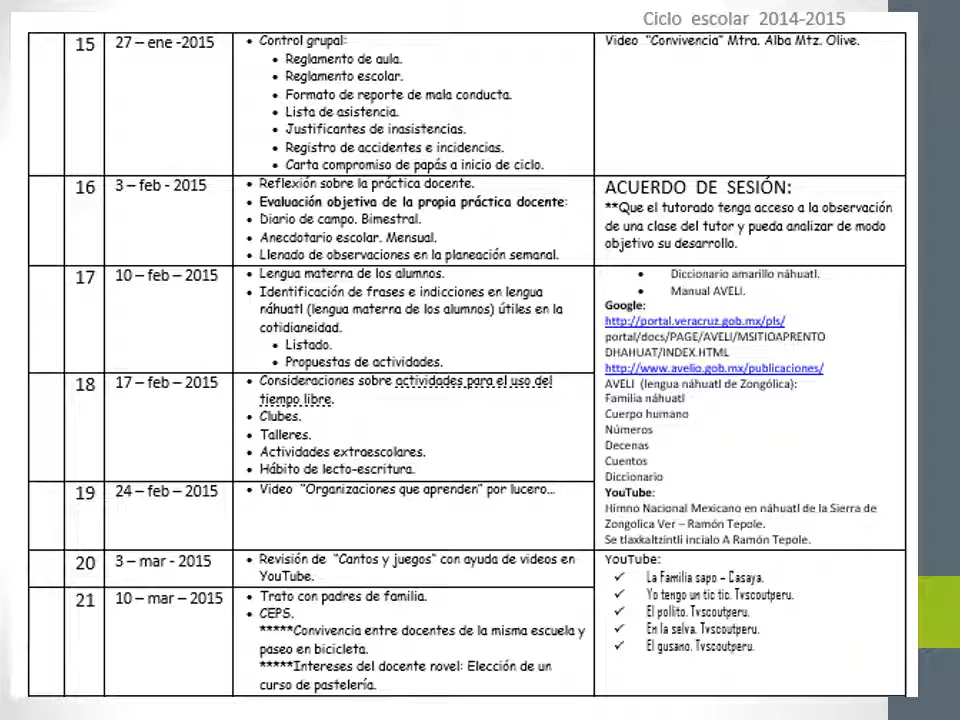 Ciclo escolar 2014-2015
15
27 – ene -2015
• Control grupal:
• Reglamento de aula.
• Reglamento escolar.
• Formato de reporte de mala conducta.
• Lista de asistencia.
• Justificantes de inasistencias.
• Registro de accidentes e incidencias.
• Carta compromiso de papás a inicio de ciclo.
Video "Convivencia" Mtra. Alba Mtz. Olive.
16
3 – feb - 2015
• Reflexión sobre la práctica docente.
• Evaluación objetiva de la propia práctica docente:
• Diario de campo. Bimestral.
• Anecdotario escolar. Mensual.
• Llenado de observaciones en la planeación semanal.
ACUERDO DE SESIÓN:
**Que el tutorado tenga acceso a la observación
de una clase del tutor y pueda analizar de modo
objetivo su desarrollo.
17
10 – feb – 2015
• Lengua materna de los alumnos.
• Identificación de frases e indicciones en lengua
náhuatl (lengua materna de los alumnos) útiles en la
cotidianeidad.
• Listado.
• Propuestas de actividades.
• Diccionario amarillo náhuatl.
• Manual AVELI.
Google:
http://portal.veracruz.gob.mx/pls/
portal/docs/PAGE/AVELI/MSITIOAPRENTO
DHAHUAT/INDEX.HTML
http://www.avelio.gob.mx/publicaciones/
AVELI (lengua náhuatl de Zongólica):
Familia náhuatl
Cuerpo humano
Números
Decenas
Cuentos
Diccionario
YouTube:
Himno Nacional Mexicano en náhuatl de la Sierra de
Zongolica Ver – Ramón Tepole.
Se tlaxkaltzintli incialo A Ramón Tepole.
18
17 – feb – 2015
• Consideraciones sobre actividades para el uso del
tiempo libre.
• Clubes.
• Talleres.
• Actividades extraescolares.
• Hábito de lecto-escritura.
19
24 – feb – 2015
• Video "Organizaciones que aprenden" por lucero...
20
3 – mar - 2015
• Revisión de "Cantos y juegos" con ayuda de videos en
YouTube.
YouTube:
✓ La Familia sapo – Casaya.
✓ Yo tengo un tic tic. Tvscoutperu.
✓ El pollito. Tvscoutperu.
✓ En la selva. Tvscoutperu.
✓ El gusano. Tvscoutperu.
21
10 – mar – 2015
• Trato con padres de familia.
• CEPS.
*****Convivencia entre docentes de la misma escuela y
paseo en bicicleta.
*****Intereses del docente novel: Elección de un
curso de pastelería.